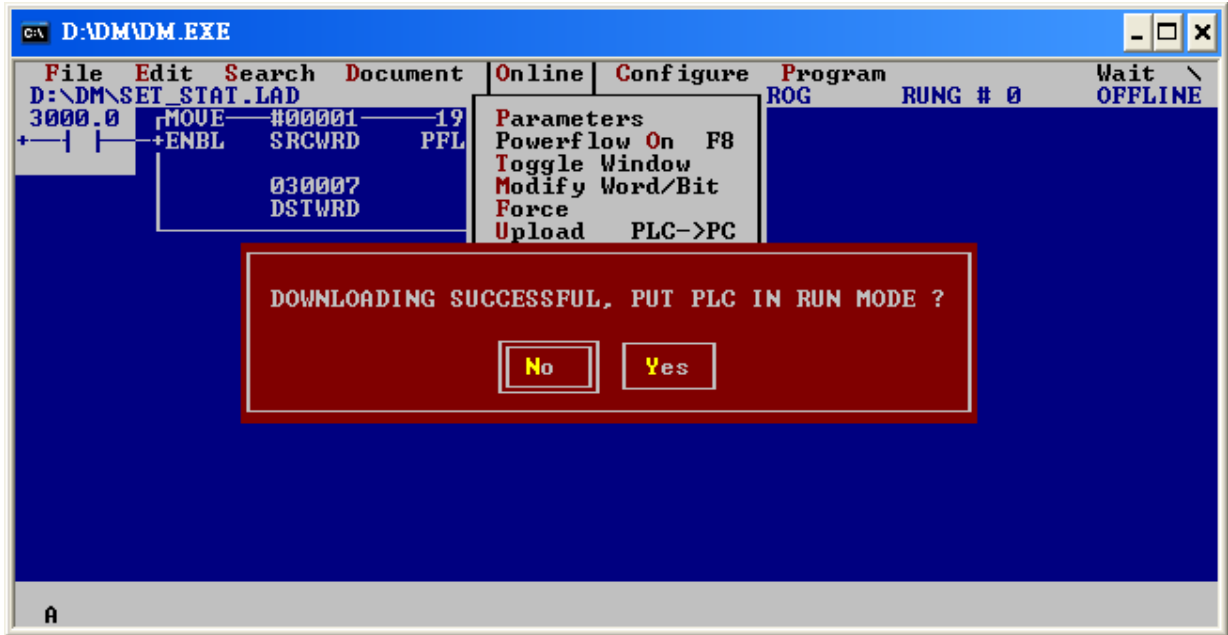 D:\DM\DM.EXE
File Edit Search Document Online Configure Program Wait \
D:\DM\SET_STAT.LAD ROG RUNG # 0 OFFLINE
3000.0 MOVE #00001 19 Parameters
ENBL SRCWRD PFL Powerflow On F8
Toggle Window
030007 Modify Word/Bit
DSTWRD Force
Upload PLC->PC
DOWNLOADING SUCCESSFUL, PUT PLC IN RUN MODE ?
No Yes
A